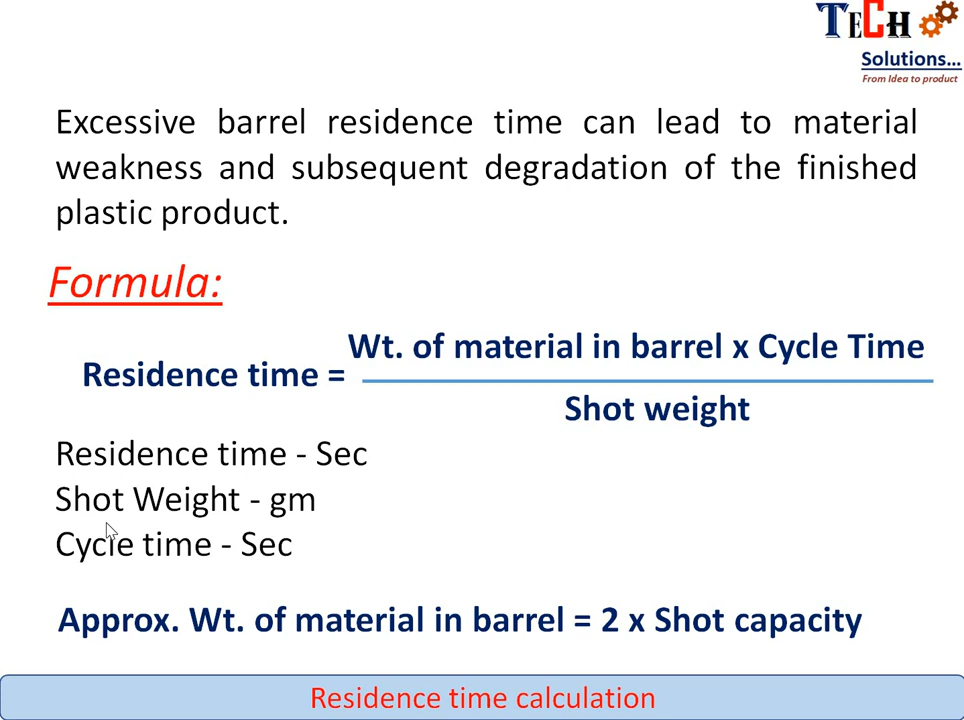 TECH
Solutions...
From Idea to product
Excessive barrel residence time can lead to material
weakness and subsequent degradation of the finished
plastic product.
Formula:
Wt. of material in barrel x Cycle Time
Residence time =
Shot weight
Residence time - Sec
Shot Weight - gm
Cycle time - Sec
Approx. Wt. of material in barrel = 2 x Shot capacity
Residence time calculation